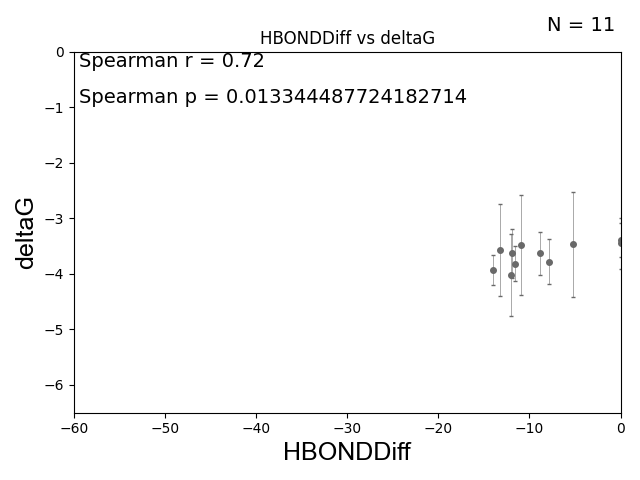 N = 11
HBONDDiff vs deltaG
Spearman r = 0.72
Spearman p = 0.013344487724182714
0
−1
−2
−3
−4
−5
−6
deltaG
−60 −50 −40 −30 −20 −10 0
HBONDDiff